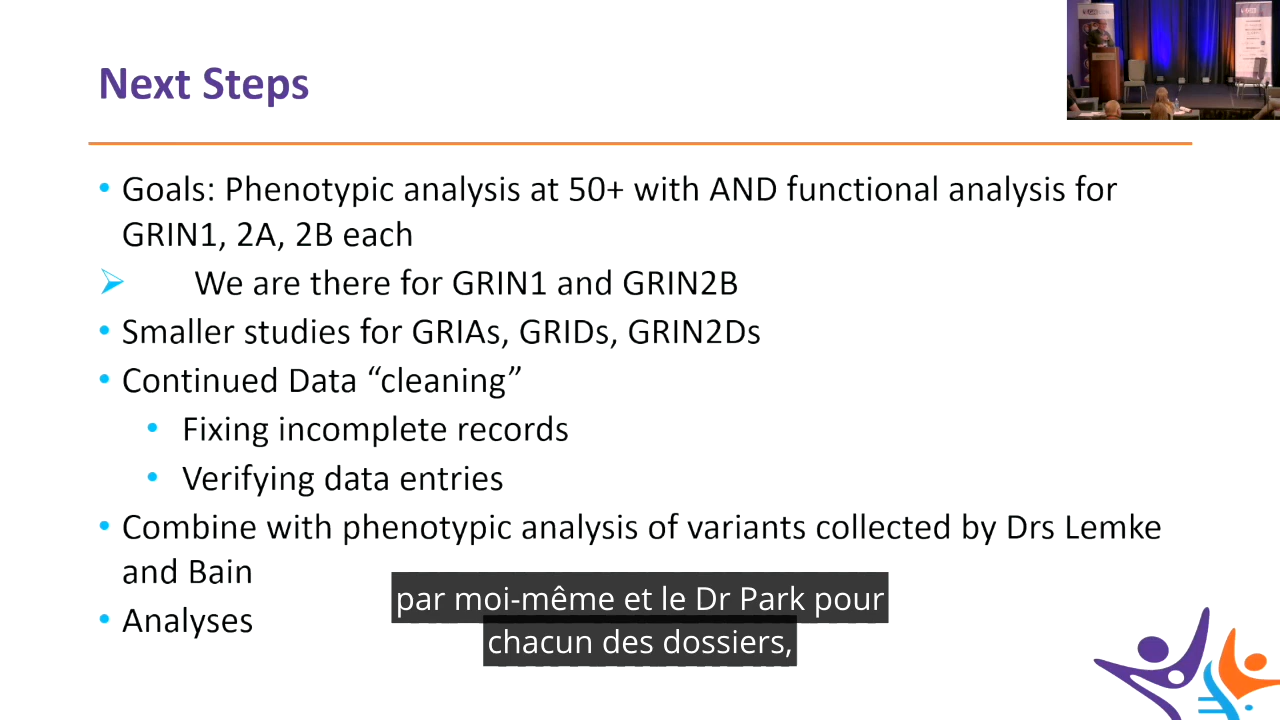 Next Steps
• Goals: Phenotypic analysis at 50+ with AND functional analysis for
GRIN1, 2A, 2B each
➢ We are there for GRIN1 and GRIN2B
• Smaller studies for GRIAs, GRIDs, GRIN2Ds
• Continued Data “cleaning”
• Fixing incomplete records
• Verifying data entries
• Combine with phenotypic analysis of variants collected by Drs Lemke
and Bain
• Analyses
par moi-même et le Dr Park pour
chacun des dossiers,